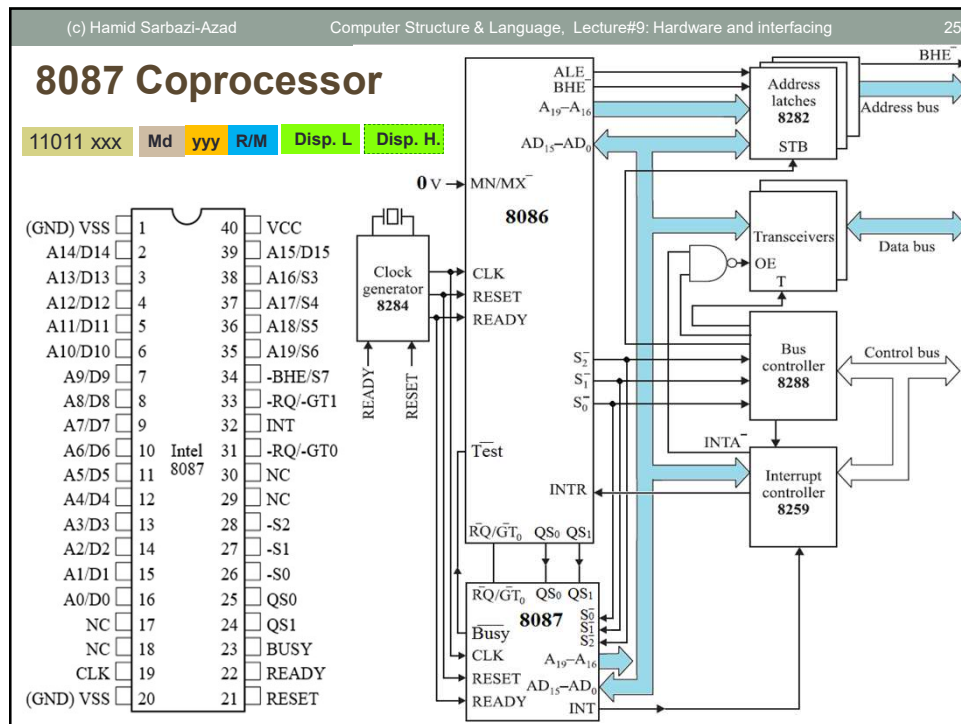 (c) Hamid Sarbazi-Azad Computer Structure & Language, Lecture#9: Hardware and interfacing 25
8087 Coprocessor
11011 xxx Md yyy R/M Disp. L Disp. H.
(GND) VSS 1 40 VCC
A14/D14 2 39 A15/D15
A13/D13 3 38 A16/S3
A12/D12 4 37 A17/S4
A11/D11 5 36 A18/S5
A10/D10 6 35 A19/S6
A9/D9 7 34 -BHE/S7
A8/D8 8 33 -RQ/-GT1
A7/D7 9 32 INT
A6/D6 10 31 -RQ/-GT0
A5/D5 11 30 NC
A4/D4 12 29 NC
A3/D3 13 28 -S2
A2/D2 14 27 -S1
A1/D1 15 26 -S0
A0/D0 16 25 QS0
NC 17 24 QS1
NC 18 23 BUSY
CLK 19 22 READY
(GND) VSS 20 21 RESET
Intel
8087
Clock
generator
8284
READY
RESET
0 V
MN/MX‾
8086
CLK
RESET
READY
Test
ALE
BHE‾
A19–A16
AD15–AD0
S2‾
S1‾
S0‾
INTR
RQ/GT0 QS0 QS1
RQ/GT0 QS0 QS1
8087
Busy
CLK
RESET
READY
S0
S1
S2
A19–A16
AD15–AD0
INT
Address
latches
8282
STB
BHE‾
Address bus
Transceivers
OE
T
Data bus
Bus
controller
8288
Control bus
INTA‾
Interrupt
controller
8259